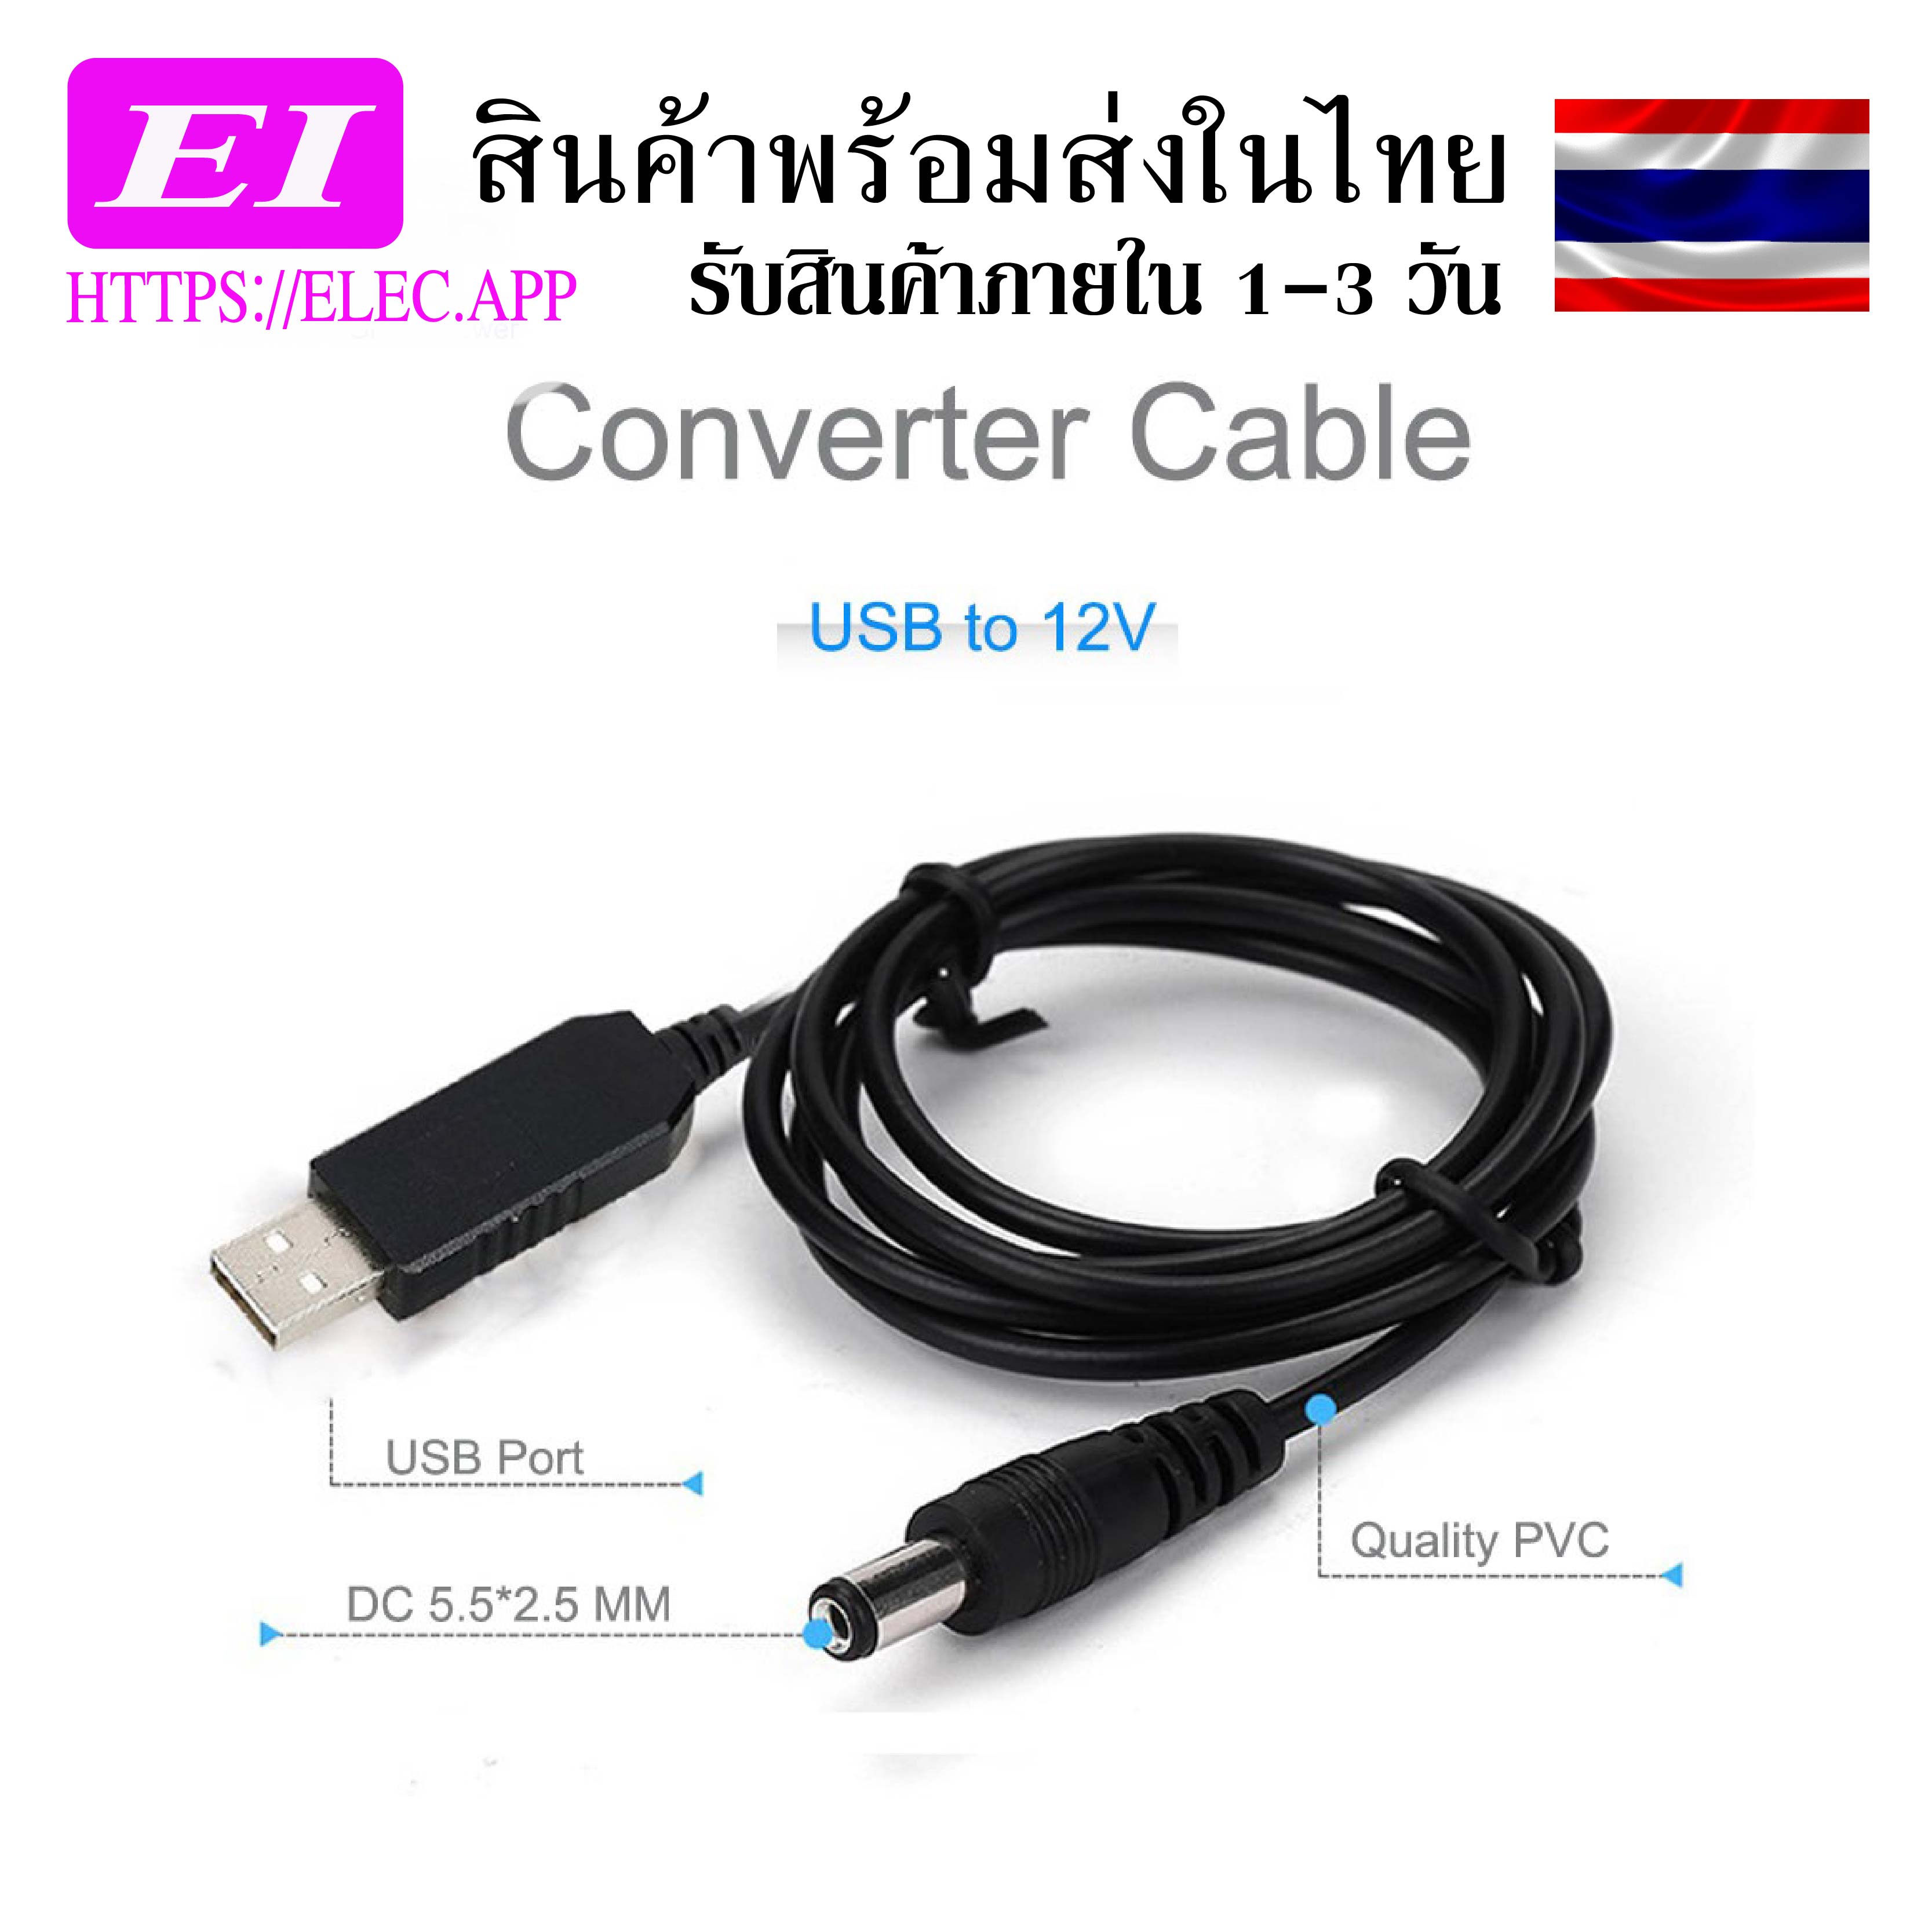 EI
สินค้าพร้อมส่งในไทย
HTTPS://ELEC.APP
รับสินค้าภายใน 1-3 วัน
Converter Cable
USB to 12V
USB Port
Quality PVC
DC 5.5*2.5 MM